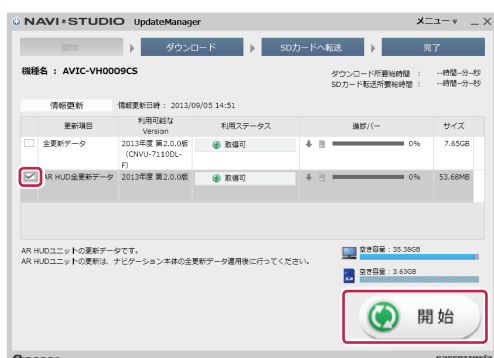 NAVI*STUDIO UpdateManager
メニュー
開始
ダウンロード
SDカードへ転送
完了
機種名 : AVIC-VH0009CS
ダウンロード所要総時間 : --時間--分--秒
SDカード転送所要総時間 : --時間--分--秒
情報更新
情報更新日時 : 2013/09/05 14:51
更新項目
利用可能な
Version
利用ステータス
進捗バー
サイズ
全更新データ
2013年度 第2.0.0版
(CNVU-7110DL-
F)
取得可
0%
7.65GB
AR HUD全更新データ
2013年度 第2.0.0版
取得可
0%
53.68MB
AR HUDユニットの更新データです。
AR HUDユニットの更新は、ナビゲーション本体の全更新データ適用後に行ってください。
空き容量 : 35.38GB
空き容量 : 3.63GB
開始